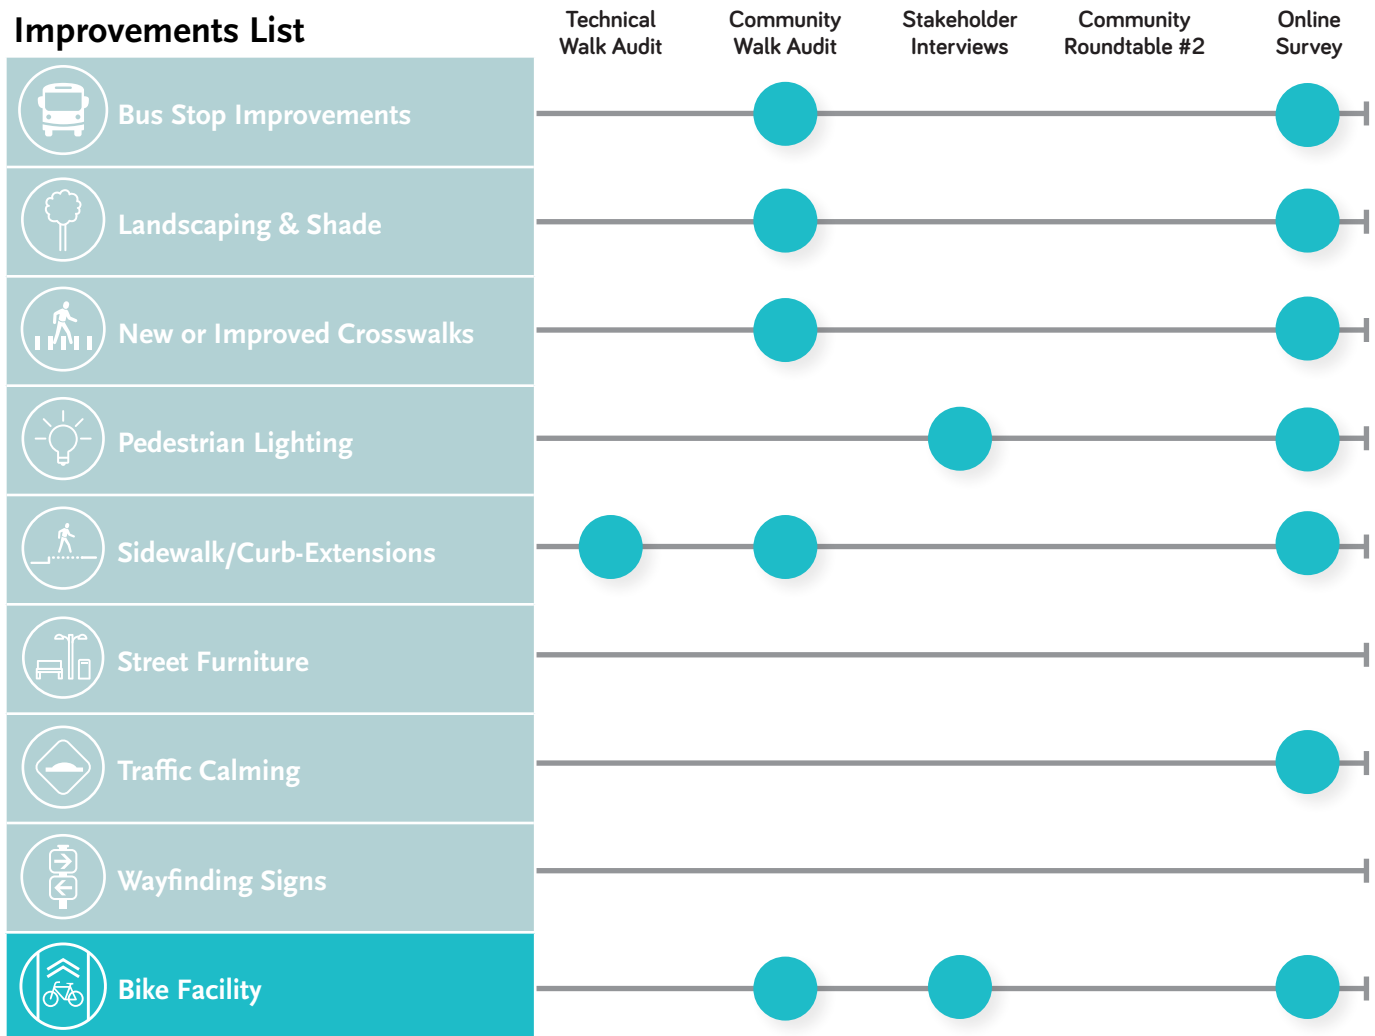 Improvements List
Technical
Walk Audit
Community
Walk Audit
Stakeholder
Interviews
Community
Roundtable #2
Online
Survey
Bus Stop Improvements
Landscaping & Shade
New or Improved Crosswalks
Pedestrian Lighting
Sidewalk/Curb-Extensions
Street Furniture
Traffic Calming
Wayfinding Signs
Bike Facility